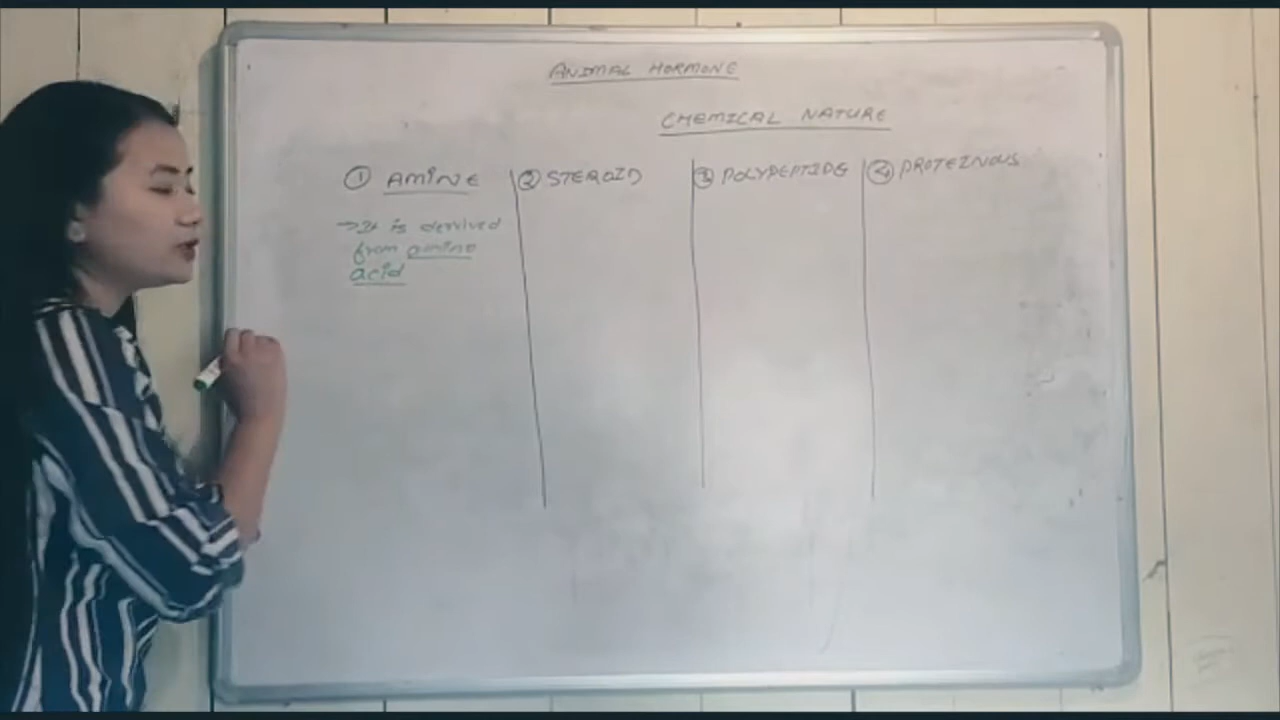 ANIMAL HORMONE
CHEMICAL NATURE
① AMINE ② STEROID ③ POLYPEPTIDE ④ PROTEINOUS
→ It is derived
from amino
acid